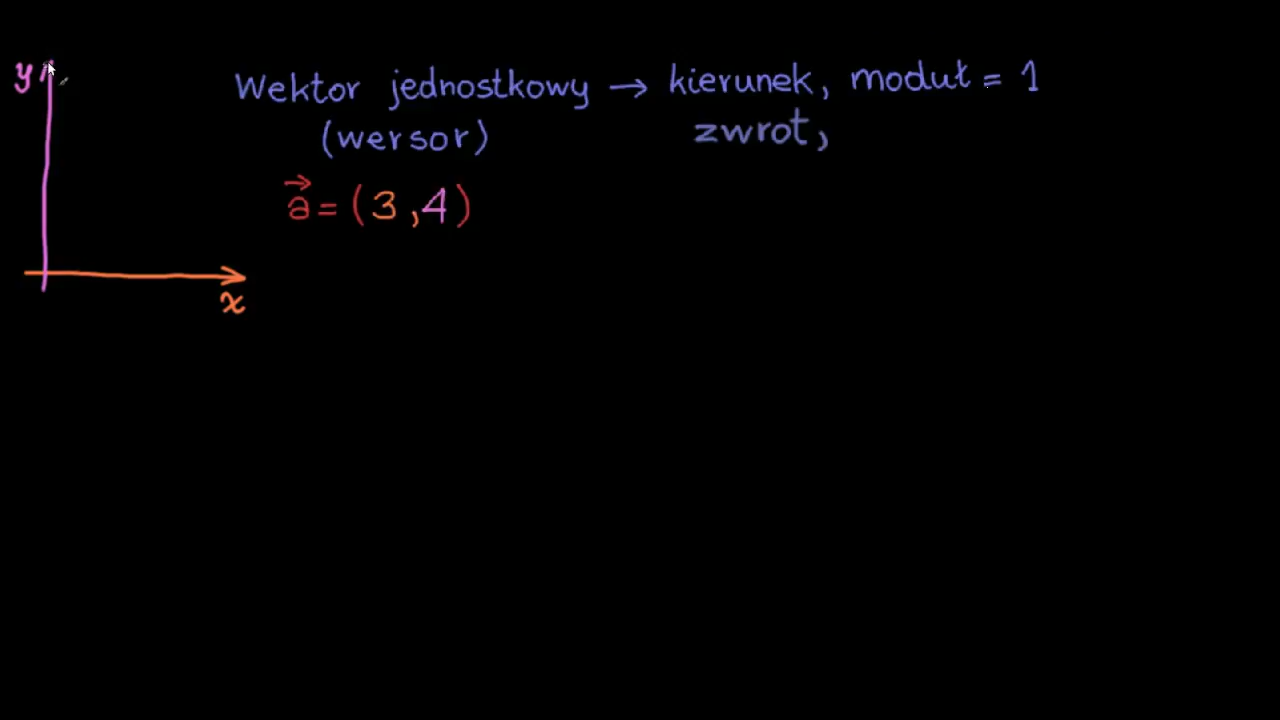 y
Wektor jednostkowy → kierunek, moduł = 1
(wersor) zwrot,
a⃗ = (3,4)
x